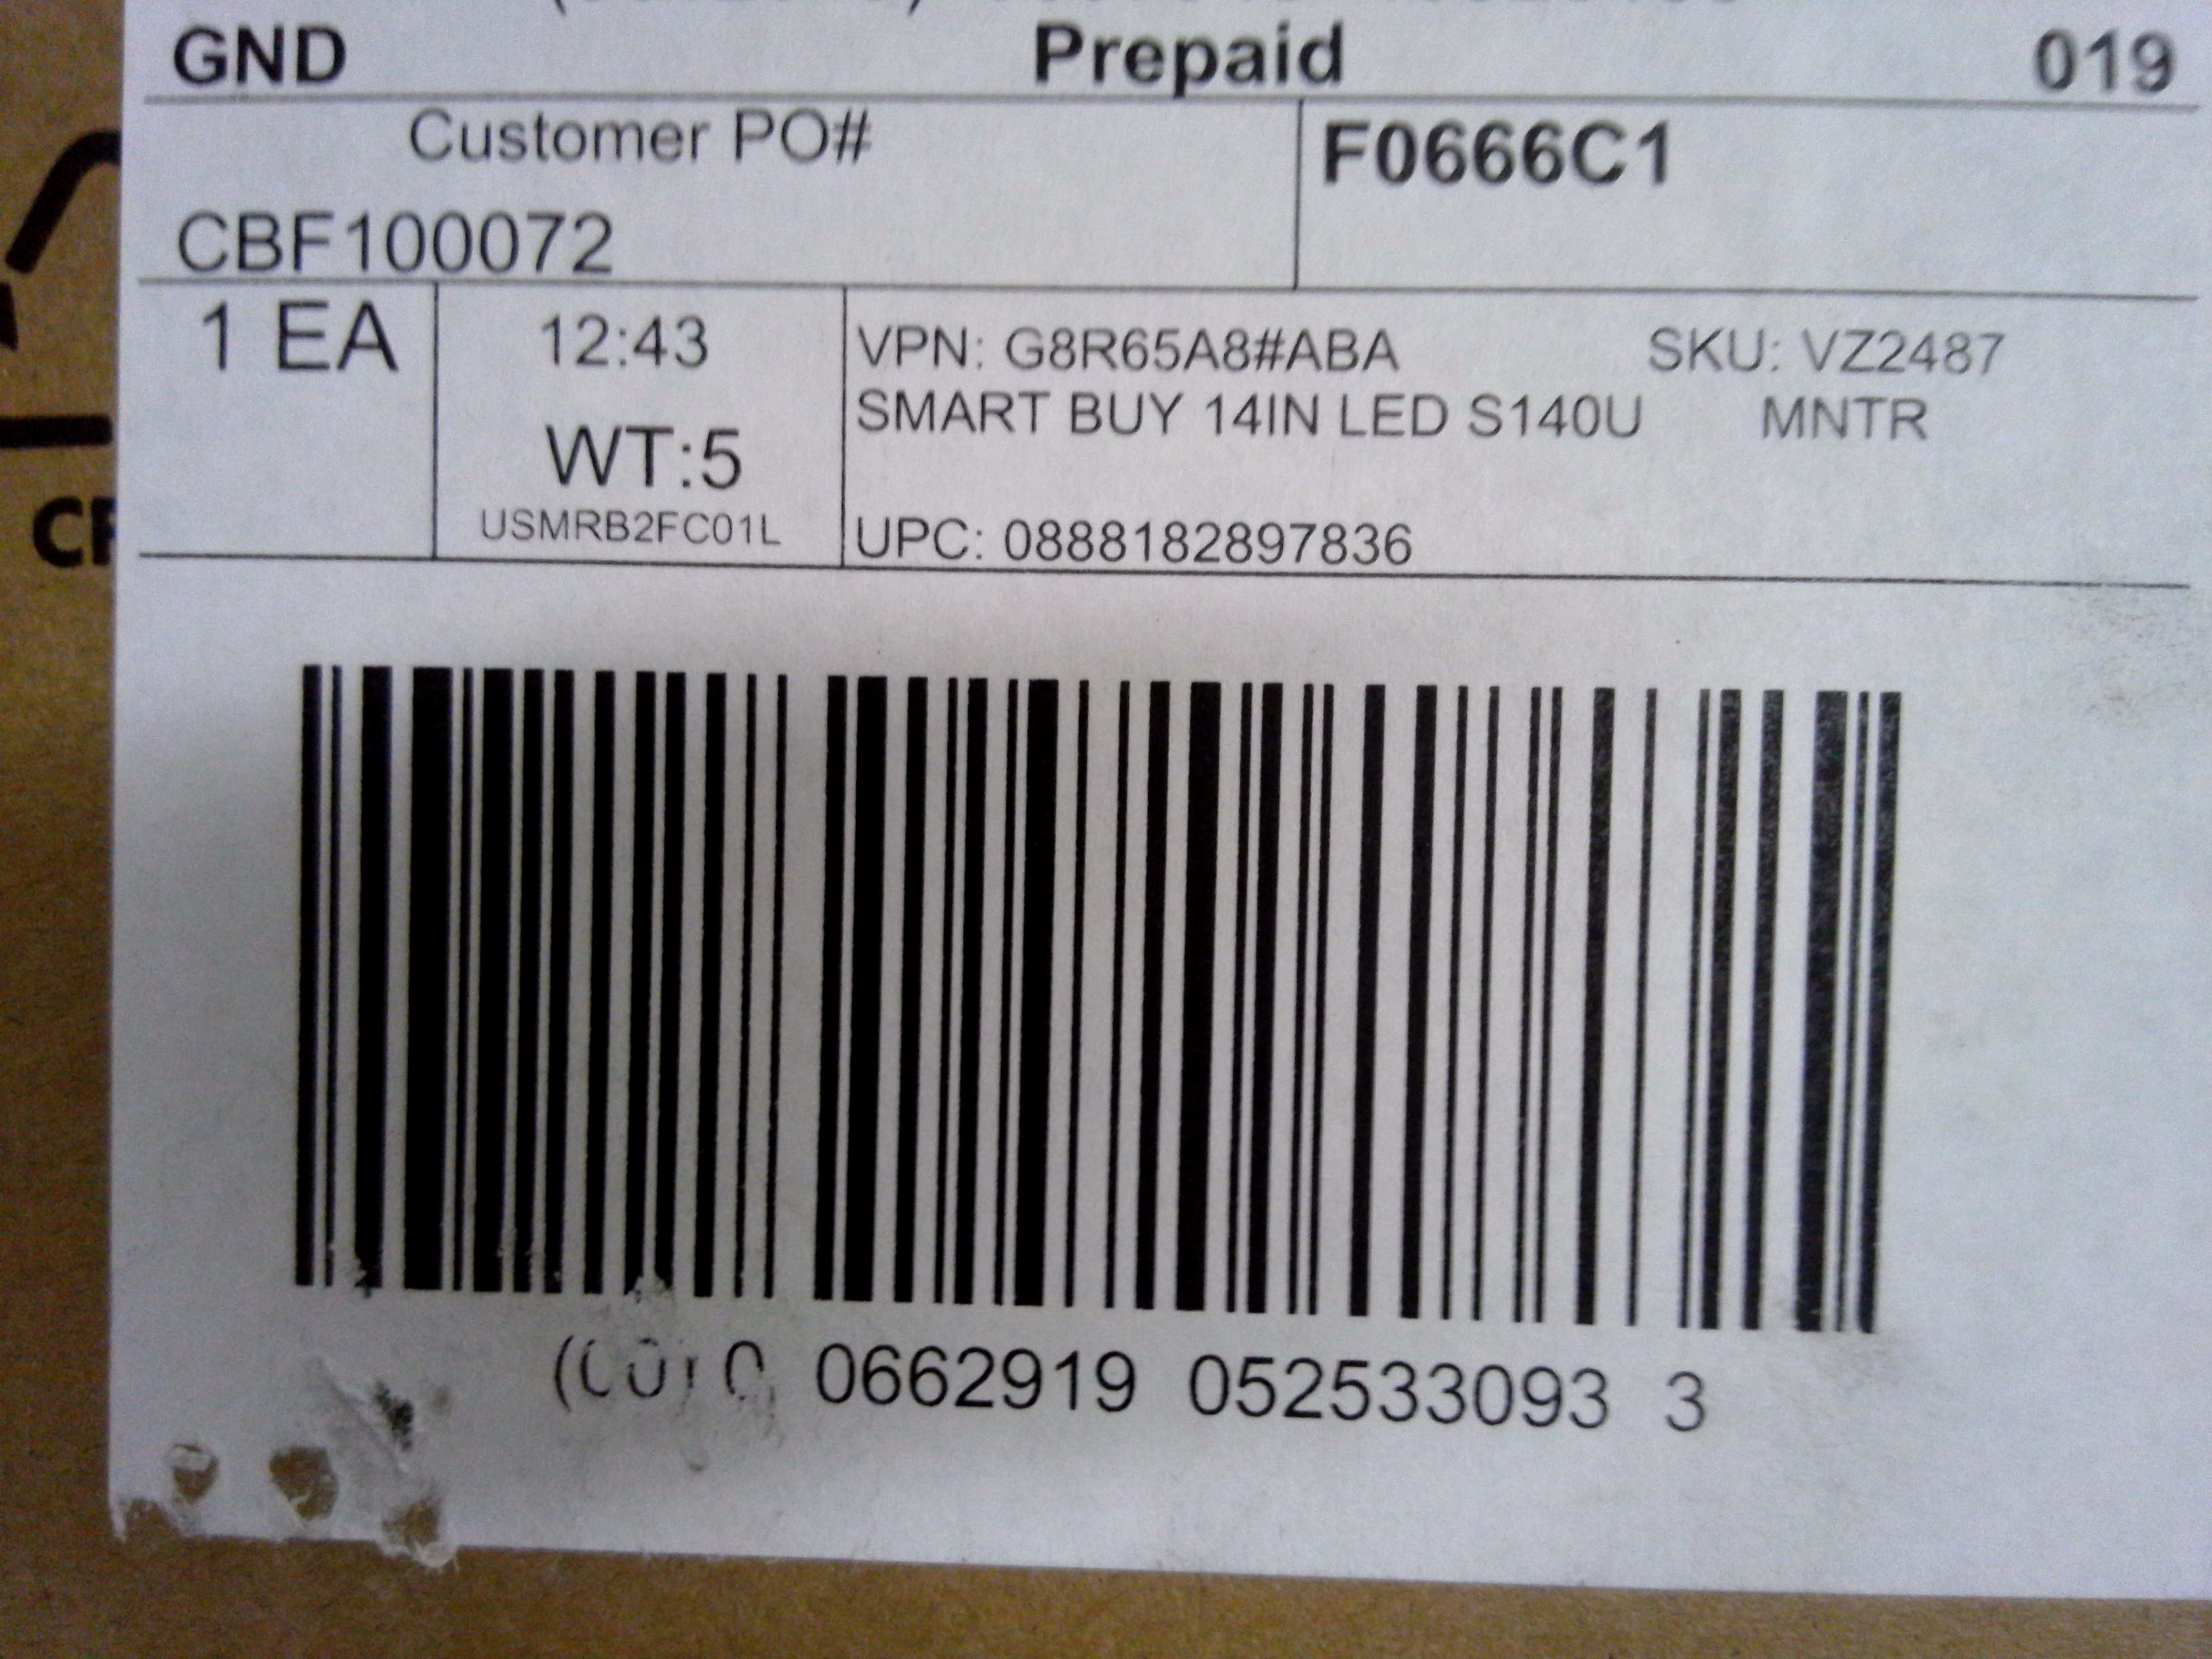 GND Prepaid 019
Customer PO# F0666C1
CBF100072
1 EA 12:43 VPN: G8R65A8#ABA SKU: VZ2487
SMART BUY 14IN LED S140U MNTR
WT:5
USMRB2FC01L UPC: 0888182897836
(00) 0 0662919 052533093 3